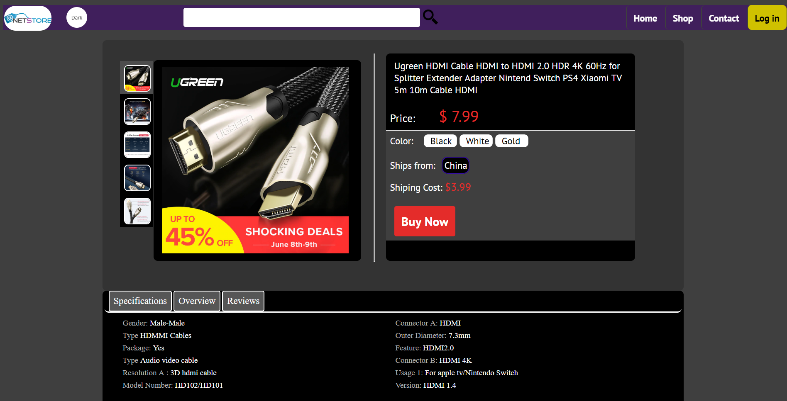 NETSTORE
Home
Shop
Contact
Log in
UGREEN
UGREEN
UP TO
45% OFF
SHOCKING DEALS
June 8th-9th
Ugreen HDMI Cable HDMI to HDMI 2.0 HDR 4K 60Hz for
Splitter Extender Adapter Nintend Switch PS4 Xiaomi TV
5m 10m Cable HDMI
Price: $ 7.99
Color: Black White Gold
Ships from: China
Shiping Cost: $3.99
Buy Now
Specifications
Overview
Reviews
Gender: Male-Male
Type HDMMI Cables
Package: Yes
Type Audio video cable
Resolution A : 3D hdmi cable
Model Number: HD102/HD101
Connector A: HDMI
Outer Diameter: 7.3mm
Feature: HDMI2.0
Connector B: HDMI 4K
Usage 1: For apple tv/Nintendo Switch
Version: HDMI 1.4